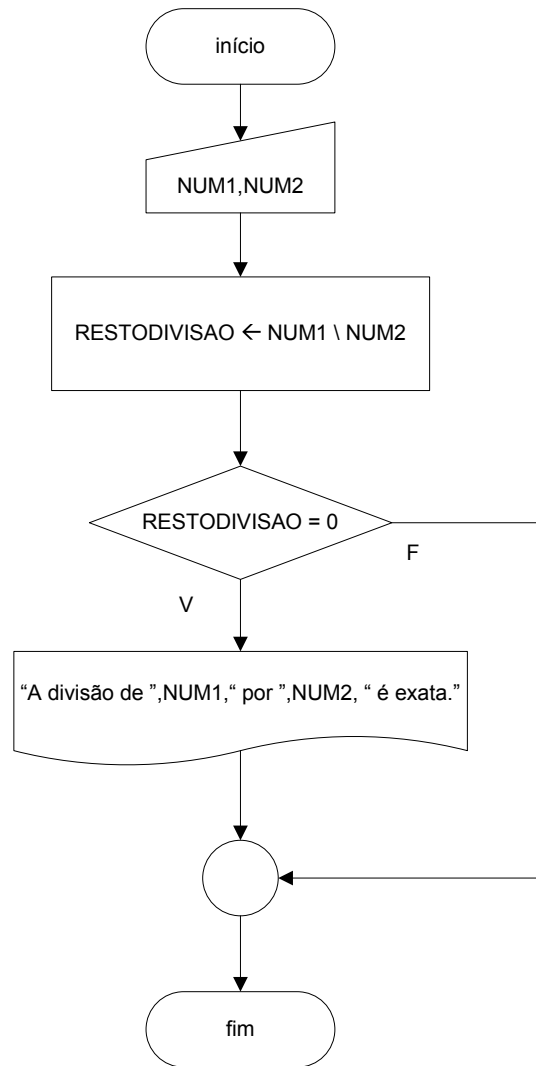 início
NUM1,NUM2
RESTODIVISAO ← NUM1 \ NUM2
RESTODIVISAO = 0
F
V
“A divisão de ”,NUM1,“ por ”,NUM2, “ é exata.”
fim